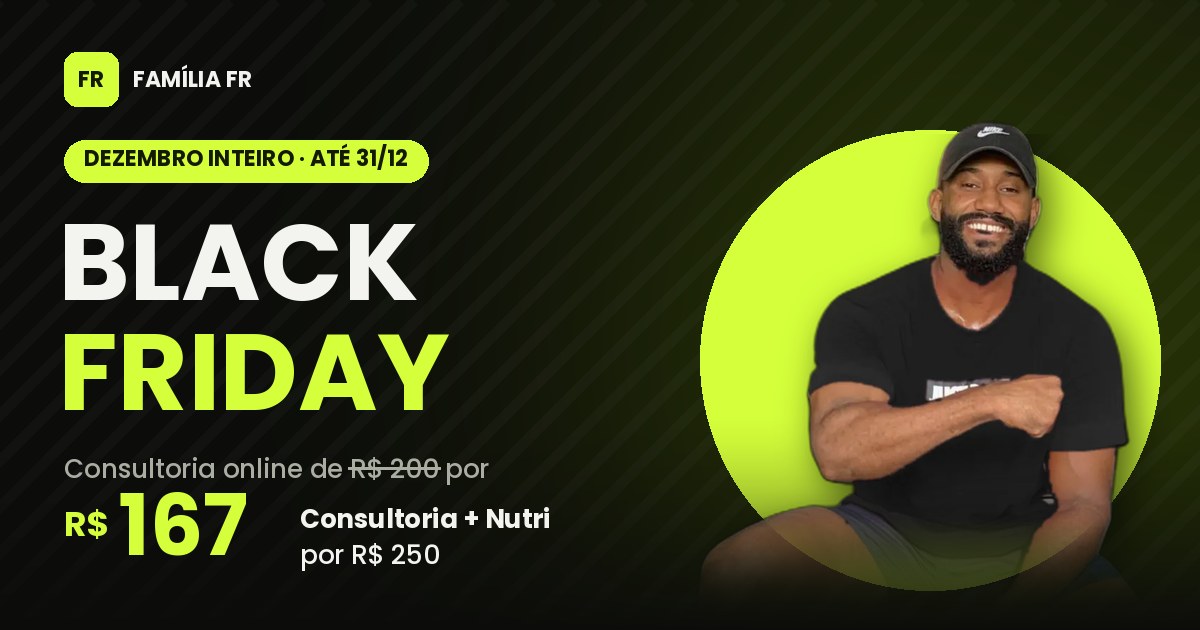 FR FAMÍLIA FR
DEZEMBRO INTEIRO · ATÉ 31/12
BLACK
FRIDAY
Consultoria online de R$ 200 por
R$ 167
Consultoria + Nutri
por R$ 250